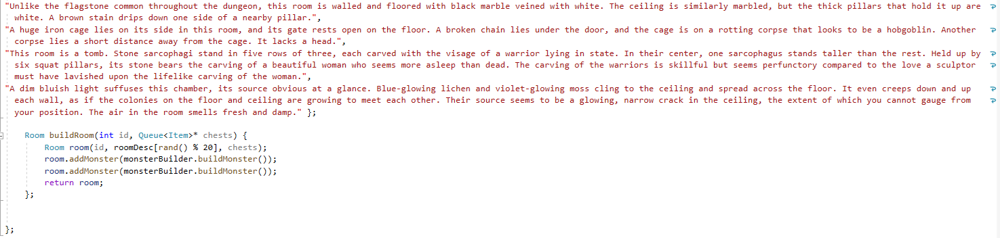 "Unlike the flagstone common throughout the dungeon, this room is walled and floored with black marble veined with white. The ceiling is similarly marbled, but the thick pillars that hold it up are
white. A brown stain drips down one side of a nearby pillar.",
"A huge iron cage lies on its side in this room, and its gate rests open on the floor. A broken chain lies under the door, and the cage is on a rotting corpse that looks to be a hobgoblin. Another
corpse lies a short distance away from the cage. It lacks a head.",
"This room is a tomb. Stone sarcophagi stand in five rows of three, each carved with the visage of a warrior lying in state. In their center, one sarcophagus stands taller than the rest. Held up by
six squat pillars, its stone bears the carving of a beautiful woman who seems more asleep than dead. The carving of the warriors is skillful but seems perfunctory compared to the love a sculptor
must have lavished upon the lifelike carving of the woman.",
"A dim bluish light suffuses this chamber, its source obvious at a glance. Blue-glowing lichen and violet-glowing moss cling to the ceiling and spread across the floor. It even creeps down and up
each wall, as if the colonies on the floor and ceiling are growing to meet each other. Their source seems to be a glowing, narrow crack in the ceiling, the extent of which you cannot gauge from
your position. The air in the room smells fresh and damp." };
Room buildRoom(int id, Queue<Item>* chests) {
Room room(id, roomDesc[rand() % 20], chests);
room.addMonster(monsterBuilder.buildMonster());
room.addMonster(monsterBuilder.buildMonster());
return room;
};
};